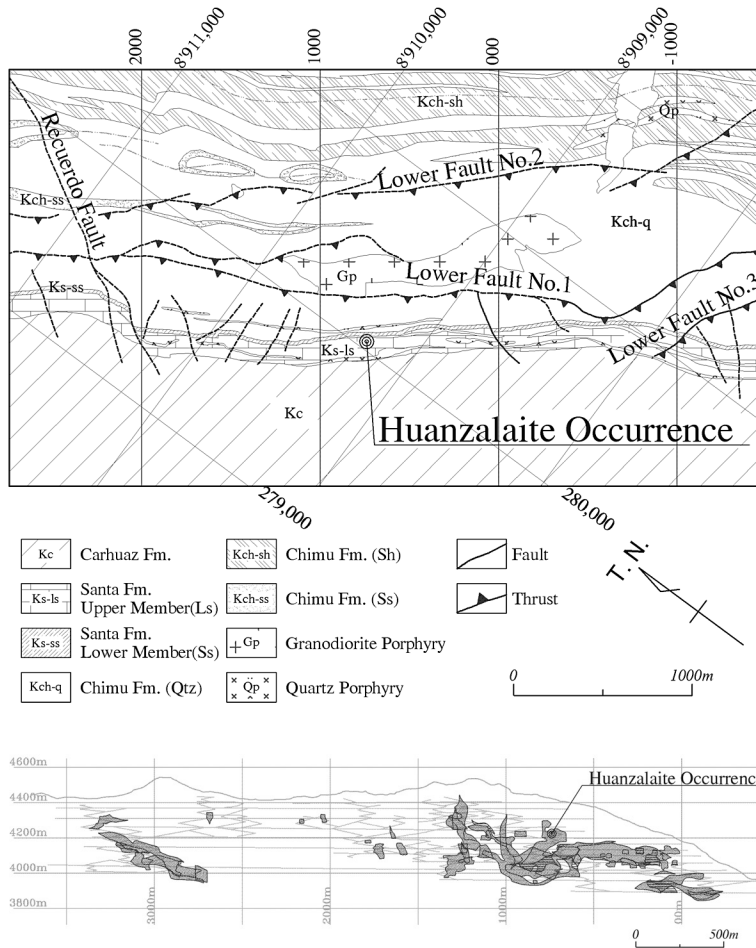 2000
8'911,000
1000
8'910,000
000
8'909,000
-1000
Kch-sh
Qp
Recuerdo Fault
Lower Fault No.2
Kch-ss
Kch-q
Gp
Lower Fault No.1
Ks-ss
Lower Fault No.3
Ks-ls
Kc
Huanzalaite Occurrence
279,000
280,000
Kc Carhuaz Fm.
Ks-ls Santa Fm.
Upper Member(Ls)
Ks-ss Santa Fm.
Lower Member(Ss)
Kch-q Chimu Fm. (Qtz)
Kch-sh Chimu Fm. (Sh)
Kch-ss Chimu Fm. (Ss)
Gp Granodiorite Porphyry
Qp Quartz Porphyry
Fault
Thrust
T. N.
0 1000m
4600m
4400m
4200m
4000m
3800m
Huanzalaite Occurrenc
3000m
2000m
1000m
00m
0 500m